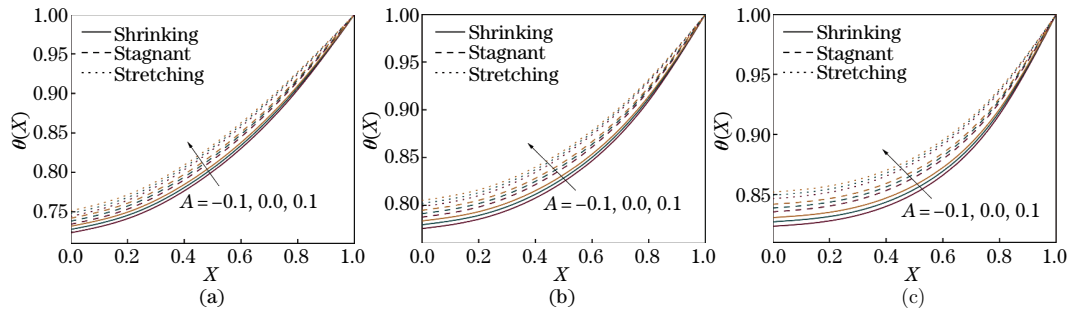 1.00
0.95
0.90
0.85
0.80
0.75
θ(X)
Shrinking
Stagnant
Stretching
A=−0.1, 0.0, 0.1
0.0 0.2 0.4 0.6 0.8 1.0
X
(a)
1.00
0.95
0.90
0.85
0.80
θ(X)
Shrinking
Stagnant
Stretching
A=−0.1, 0.0, 0.1
0.0 0.2 0.4 0.6 0.8 1.0
X
(b)
1.00
0.95
0.90
0.85
θ(X)
Shrinking
Stagnant
Stretching
A=−0.1, 0.0, 0.1
0.0 0.2 0.4 0.6 0.8 1.0
X
(c)